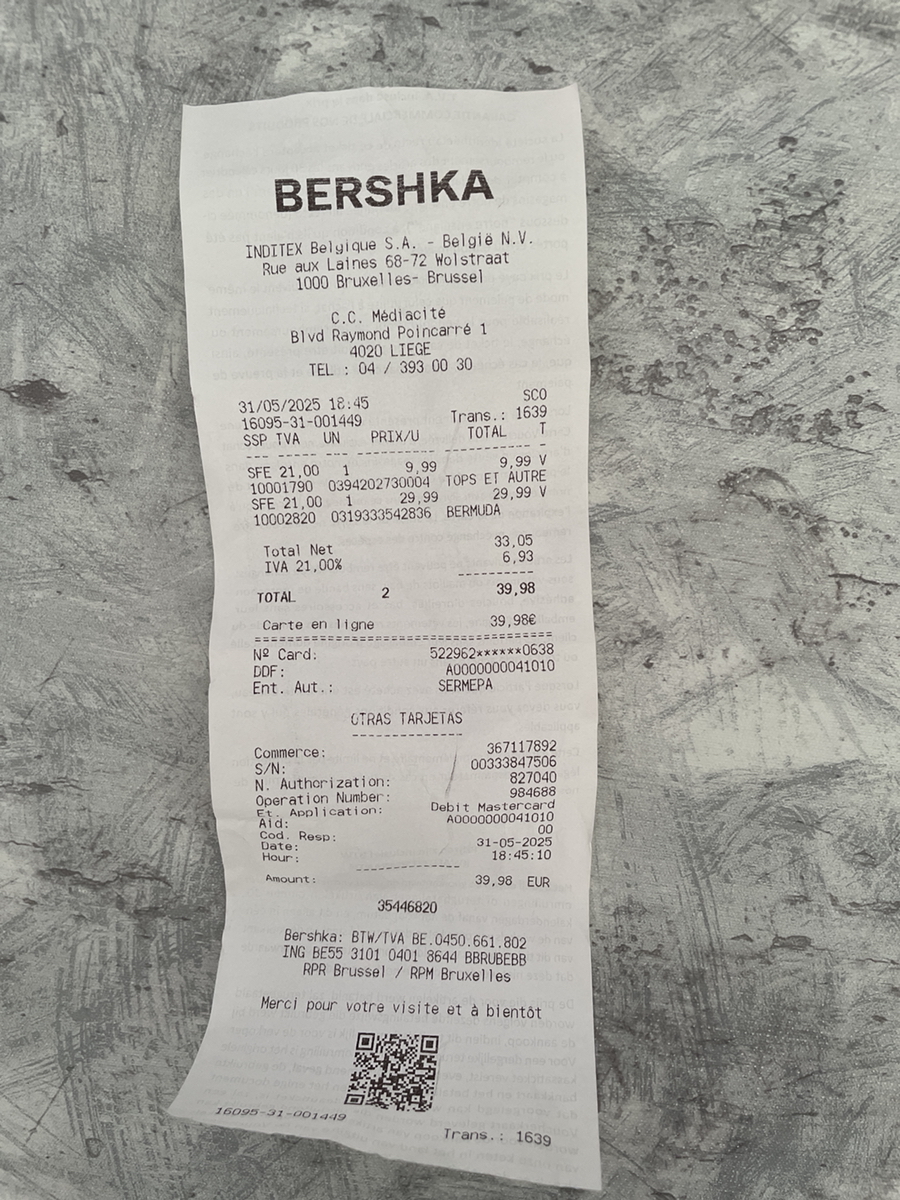 BERSHKA
INDITEX Belgique S.A. - België N.V.
Rue aux Laines 68-72 Wolstraat
1000 Bruxelles- Brussel
C.C. Médiacité
Blvd Raymond Poincarré 1
4020 LIEGE
TEL : 04 / 393 00 30
31/05/2025 18:45 SCO
16095-31-001449 Trans.: 1639
SSP TVA UN PRIX/U TOTAL T
--- ----- --- ----------- ----------- -
SFE 21,00 1 9,99 9,99 V
10001790 0394202730004 TOPS ET AUTRE
SFE 21,00 1 29,99 29,99 V
10002820 0319333542836 BERMUDA
Total Net 33,05
IVA 21,00% 6,93
----------
TOTAL 2 39,98
Carte en ligne 39,98€
========================================
Nº Card: 522962******0638
DDF: A0000000041010
Ent. Aut.: SERMEPA
OTRAS TARJETAS
--------------
Commerce: 367117892
S/N: 00333847506
N. Authorization: 827040
Operation Number: 984688
Et. Application: Debit Mastercard
Aid: A0000000041010
Cod. Resp: 00
Date: 31-05-2025
Hour: 18:45:10
--------------
Amount: 39,98 EUR
35446820
Bershka: BTW/TVA BE.0450.661.802
ING BE55 3101 0401 8644 BBRUBEBB
RPR Brussel / RPM Bruxelles
Merci pour votre visite et à bientôt
16095-31-001449 Trans.: 1639